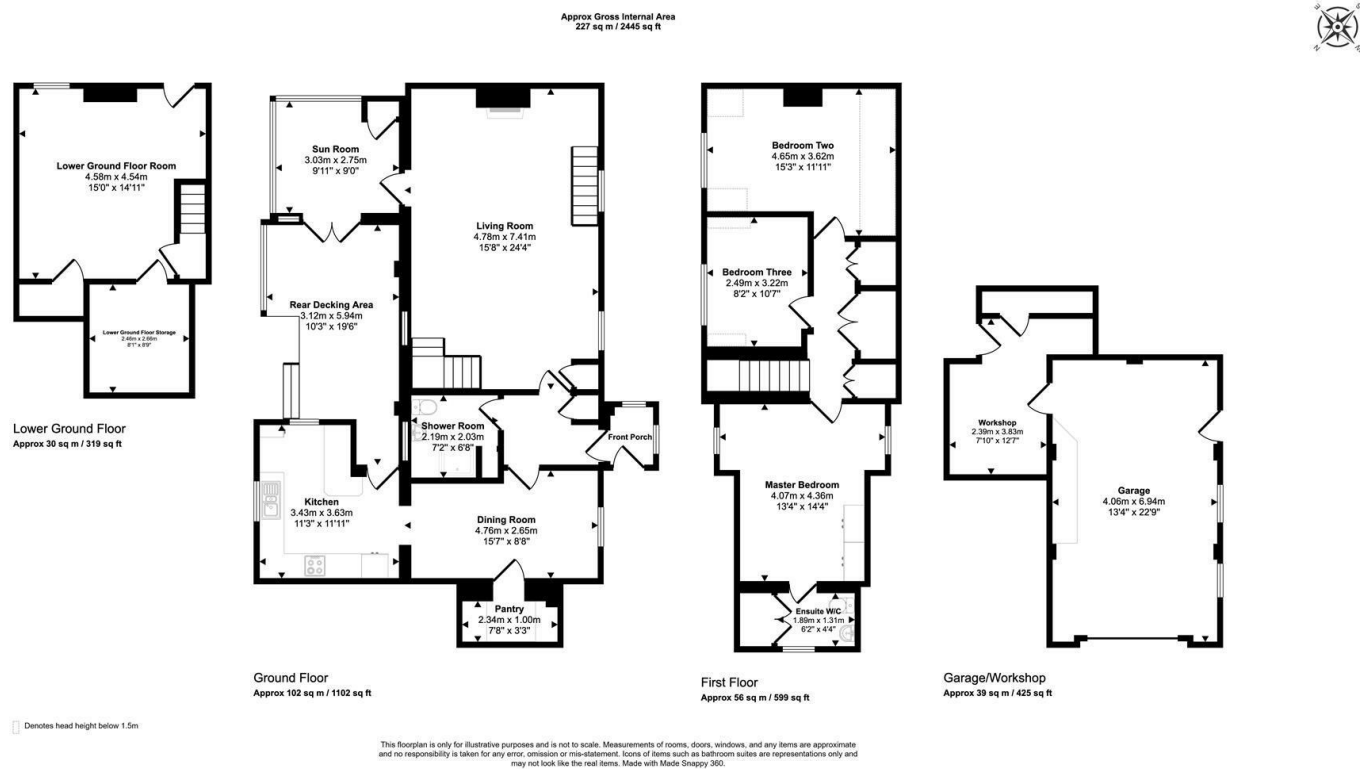 Approx Gross Internal Area
227 sq m / 2445 sq ft
Lower Ground Floor Room
4.58m x 4.54m
15'0" x 14'11"
Lower Ground Floor Storage
2.46m x 2.66m
8'1" x 8'9"
Lower Ground Floor
Approx 30 sq m / 319 sq ft
Sun Room
3.03m x 2.75m
9'11" x 9'0"
Living Room
4.78m x 7.41m
15'8" x 24'4"
Rear Decking Area
3.12m x 5.94m
10'3" x 19'6"
Shower Room
2.19m x 2.03m
7'2" x 6'8"
Front Porch
Kitchen
3.43m x 3.63m
11'3" x 11'11"
Dining Room
4.76m x 2.65m
15'7" x 8'8"
Pantry
2.34m x 1.00m
7'8" x 3'3"
Ground Floor
Approx 102 sq m / 1102 sq ft
Bedroom Two
4.65m x 3.62m
15'3" x 11'11"
Bedroom Three
2.49m x 3.22m
8'2" x 10'7"
Master Bedroom
4.07m x 4.36m
13'4" x 14'4"
Ensuite W/C
1.89m x 1.31m
6'2" x 4'4"
First Floor
Approx 56 sq m / 599 sq ft
Workshop
2.39m x 3.83m
7'10" x 12'7"
Garage
4.06m x 6.94m
13'4" x 22'9"
Garage/Workshop
Approx 39 sq m / 425 sq ft
Denotes head height below 1.5m
This floorplan is only for illustrative purposes and is not to scale. Measurements of rooms, doors, windows, and any items are approximate
and no responsibility is taken for any error, omission or mis-statement. Icons of items such as bathroom suites are representations only and
may not look like the real items. Made with Made Snappy 360.